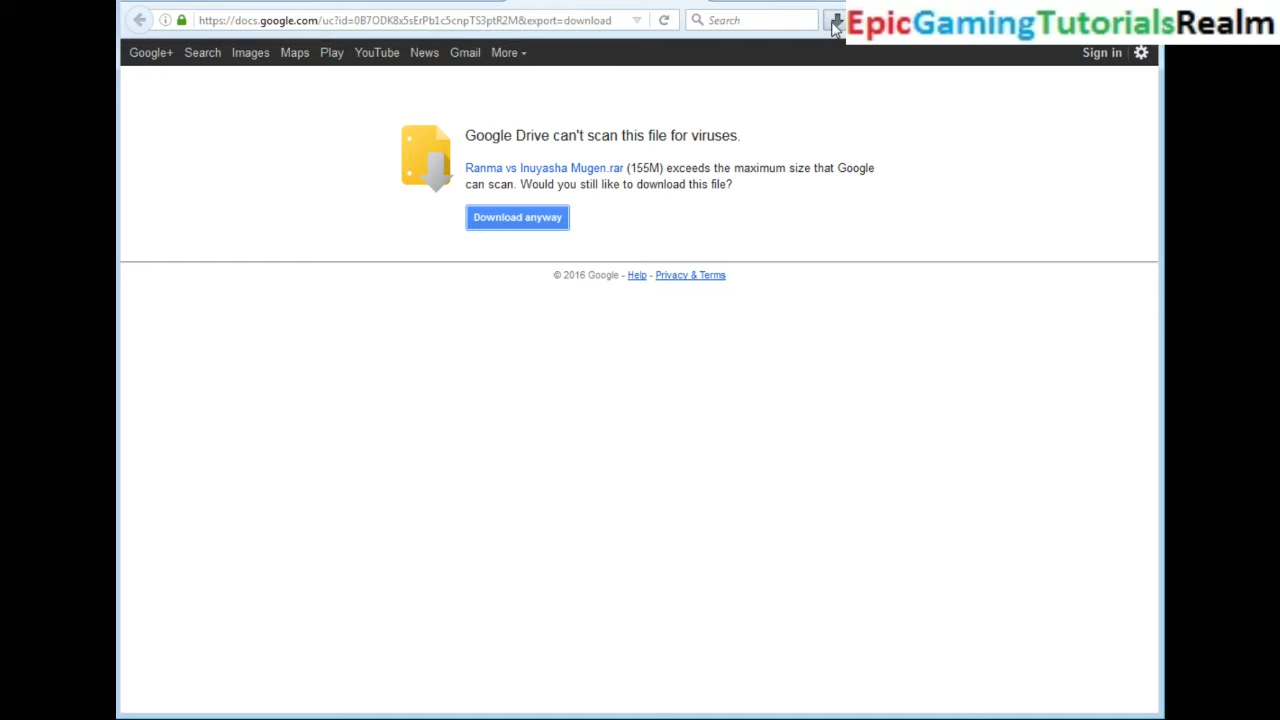 https://docs.google.com/uc?id=0B7ODK8x5sErPb1c5cnpTS3ptR2M&export=download
Search
EpicGamingTutorialsRealm
Google+ Search Images Maps Play YouTube News Gmail More
Sign in
Google Drive can't scan this file for viruses.
Ranma vs Inuyasha Mugen.rar (155M) exceeds the maximum size that Google
can scan. Would you still like to download this file?
Download anyway
© 2016 Google - Help - Privacy & Terms